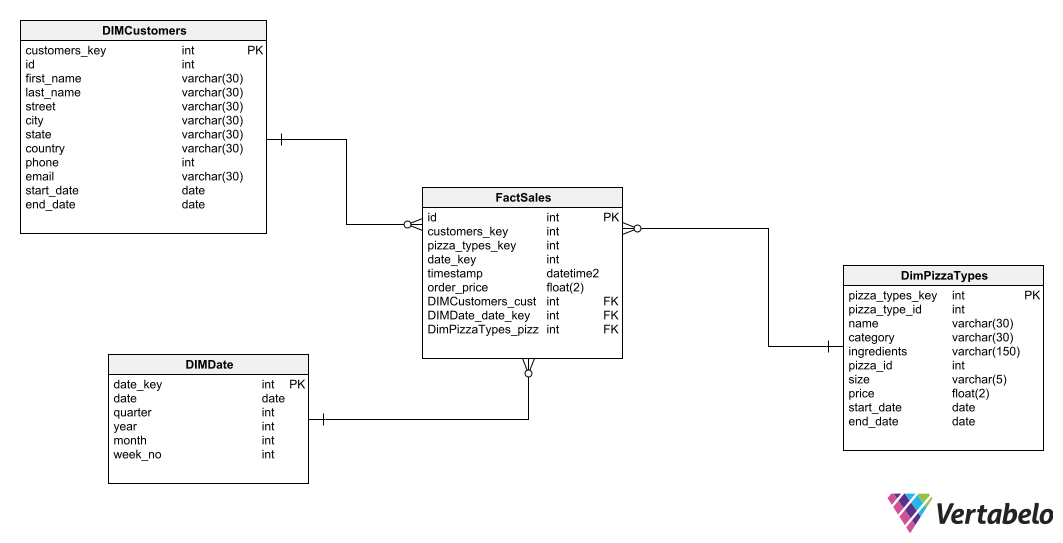 DIMCustomers
customers_key int PK
id int
first_name varchar(30)
last_name varchar(30)
street varchar(30)
city varchar(30)
state varchar(30)
country varchar(30)
phone int
email varchar(30)
start_date date
end_date date
FactSales
id int PK
customers_key int
pizza_types_key int
date_key int
timestamp datetime2
order_price float(2)
DIMCustomers_cust int FK
DIMDate_date_key int FK
DimPizzaTypes_pizz int FK
DimPizzaTypes
pizza_types_key int PK
pizza_type_id int
name varchar(30)
category varchar(30)
ingredients varchar(150)
pizza_id int
size varchar(5)
price float(2)
start_date date
end_date date
DIMDate
date_key int PK
date date
quarter int
year int
month int
week_no int
Vertabelo